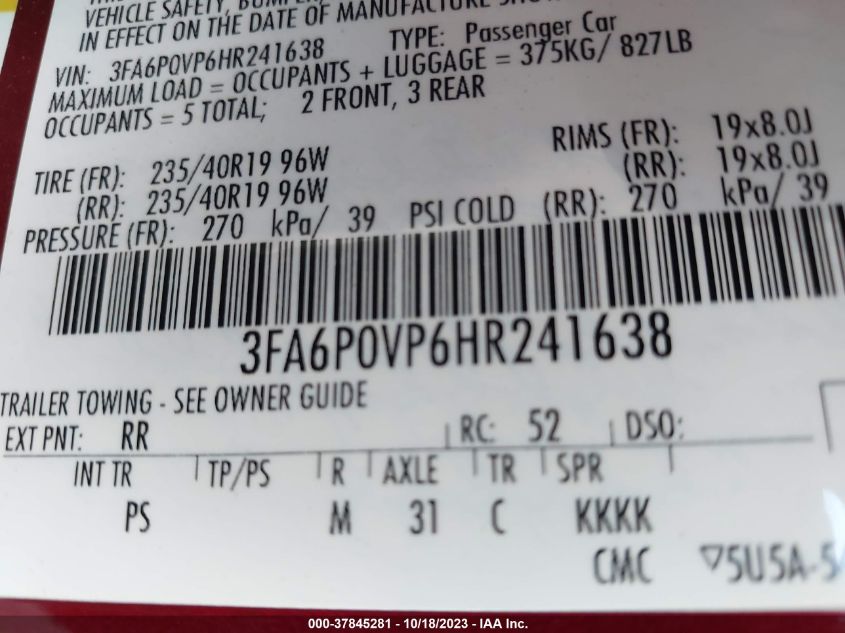 VEHICLE SAFETY,
IN EFFECT ON THE DATE OF MANUFACTURE
VIN: 3FA6P0VP6HR241638 TYPE: Passenger Car
MAXIMUM LOAD = OCCUPANTS + LUGGAGE = 375KG/ 827LB
OCCUPANTS = 5 TOTAL; 2 FRONT, 3 REAR
RIMS (FR): 19x8.0J
TIRE (FR): 235/40R19 96W (RR): 19x8.0J
(RR): 235/40R19 96W
PRESSURE (FR): 270 kPa/ 39 PSI COLD (RR): 270 kPa/ 39
3FA6P0VP6HR241638
TRAILER TOWING - SEE OWNER GUIDE
EXT PNT: RR RC: 52 DSO:
INT TR TP/PS R AXLE TR SPR
PS M 31 C KKKK
CMC ▽5U5A-5
000-37845281 - 10/18/2023 - IAA Inc.